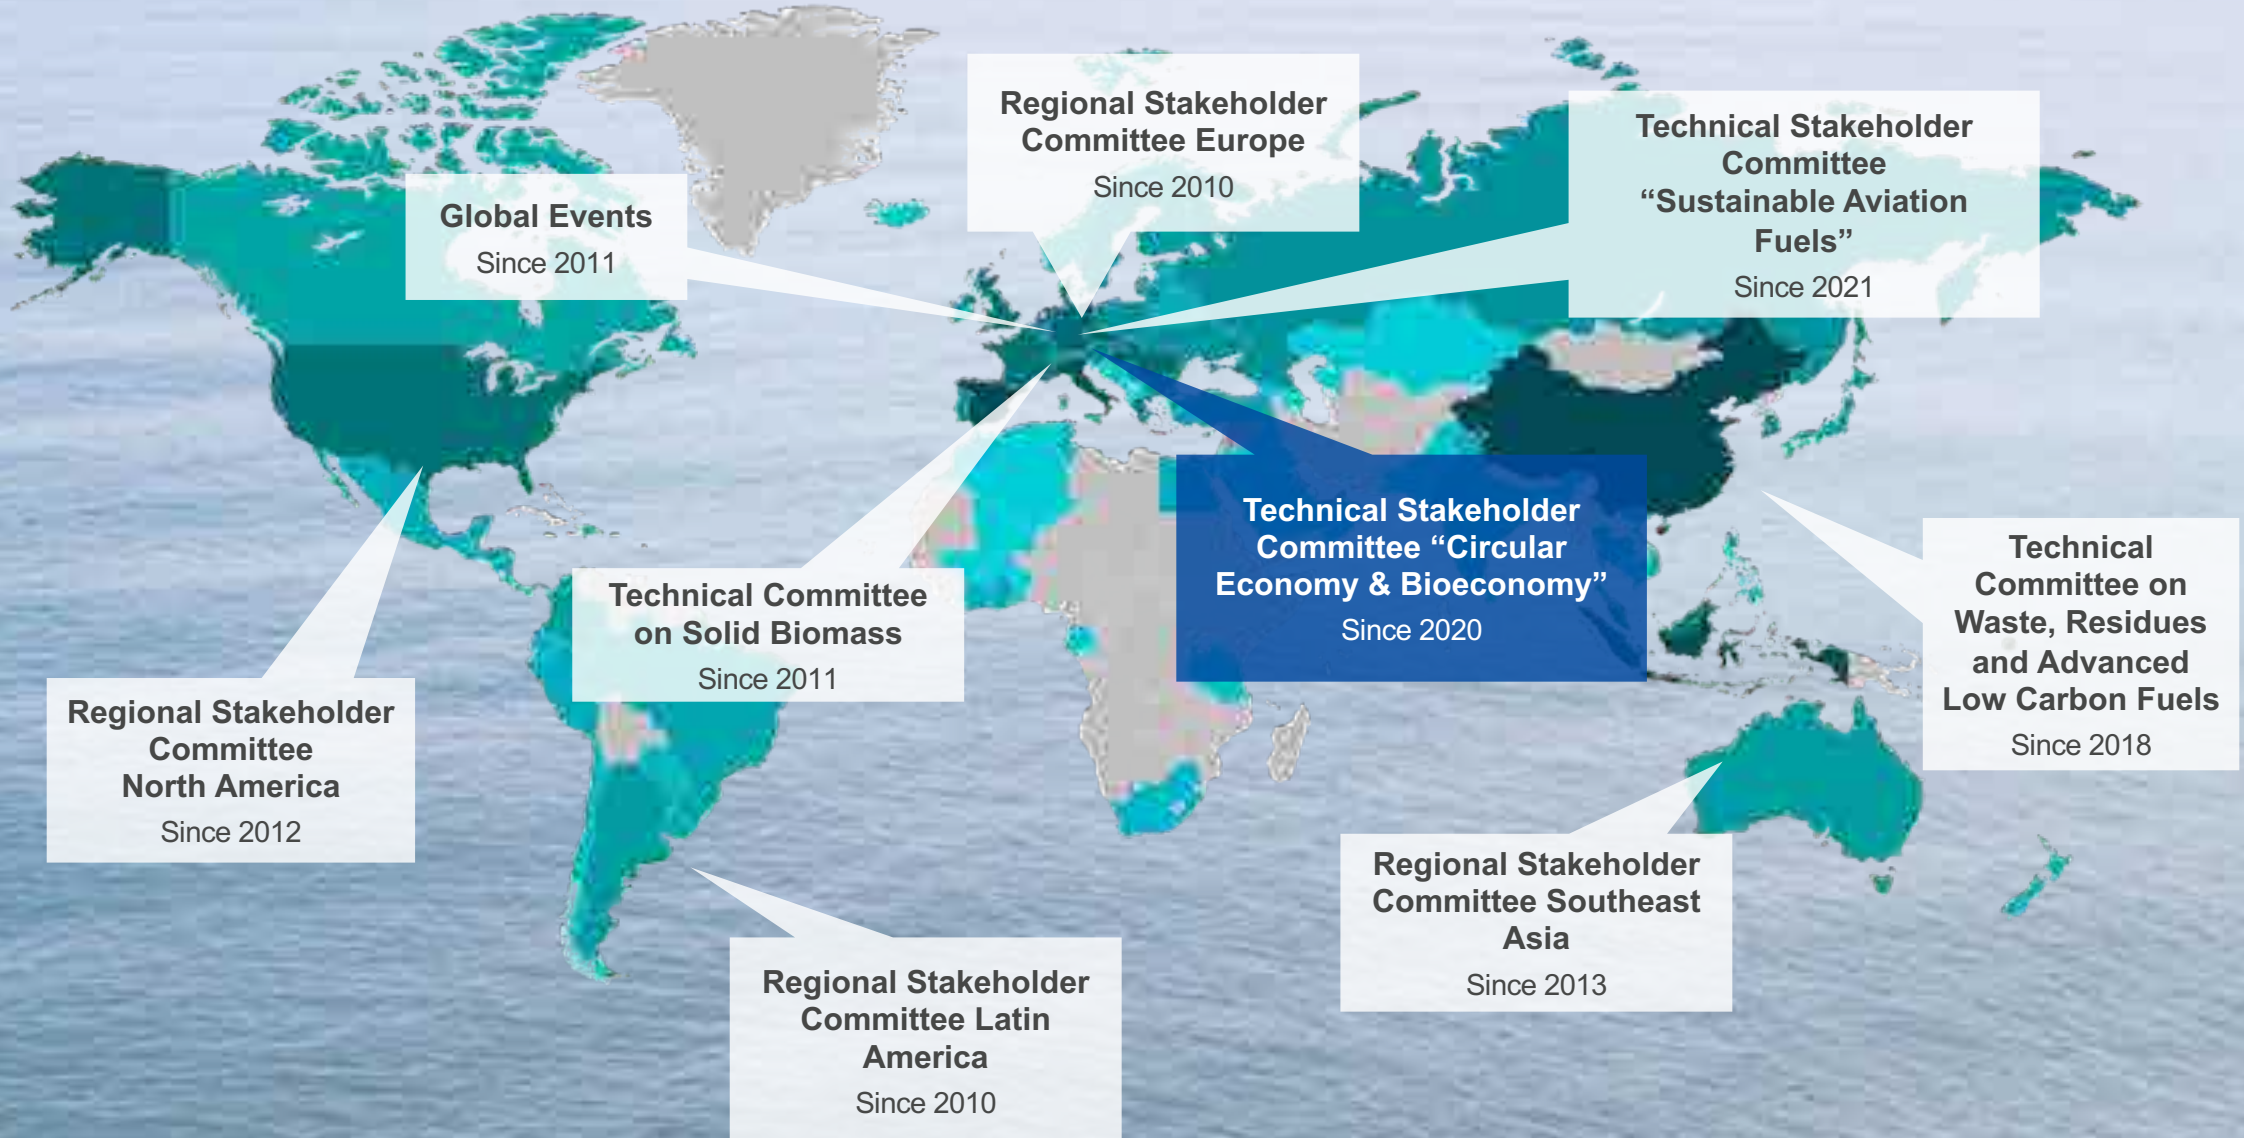 Regional Stakeholder
Committee Europe
Since 2010
Technical Stakeholder
Committee
“Sustainable Aviation
Fuels”
Since 2021
Global Events
Since 2011
Technical Stakeholder
Committee “Circular
Economy & Bioeconomy”
Since 2020
Technical
Committee on
Waste, Residues
and Advanced
Low Carbon Fuels
Since 2018
Technical Committee
on Solid Biomass
Since 2011
Regional Stakeholder
Committee
North America
Since 2012
Regional Stakeholder
Committee Southeast
Asia
Since 2013
Regional Stakeholder
Committee Latin
America
Since 2010